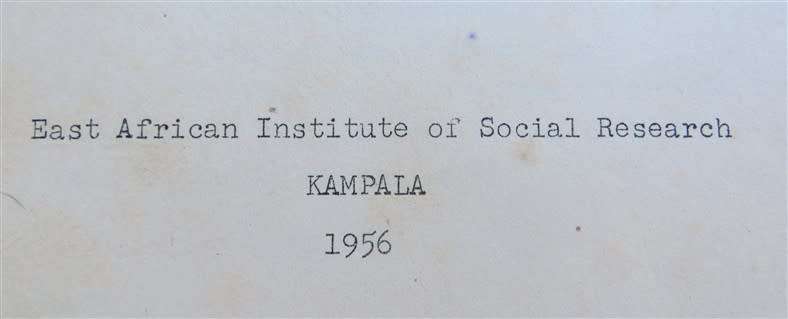 East African Institute of Social Research
KAMPALA
1956